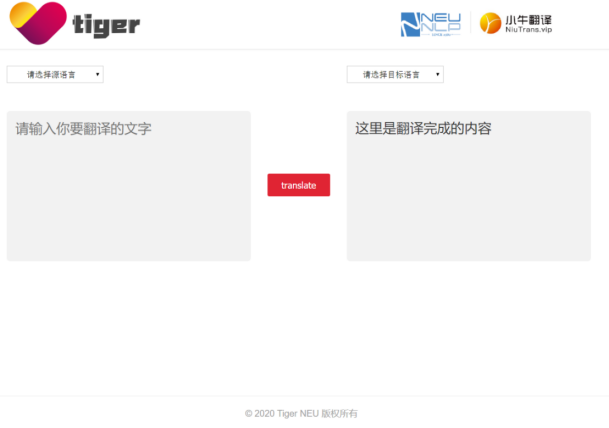 tiger
NEU
NLP
小牛翻译
NiuTrans.vip
请选择源语言
请选择目标语言
请输入你要翻译的文字
这里是翻译完成的内容
translate
© 2020 Tiger NEU 版权所有